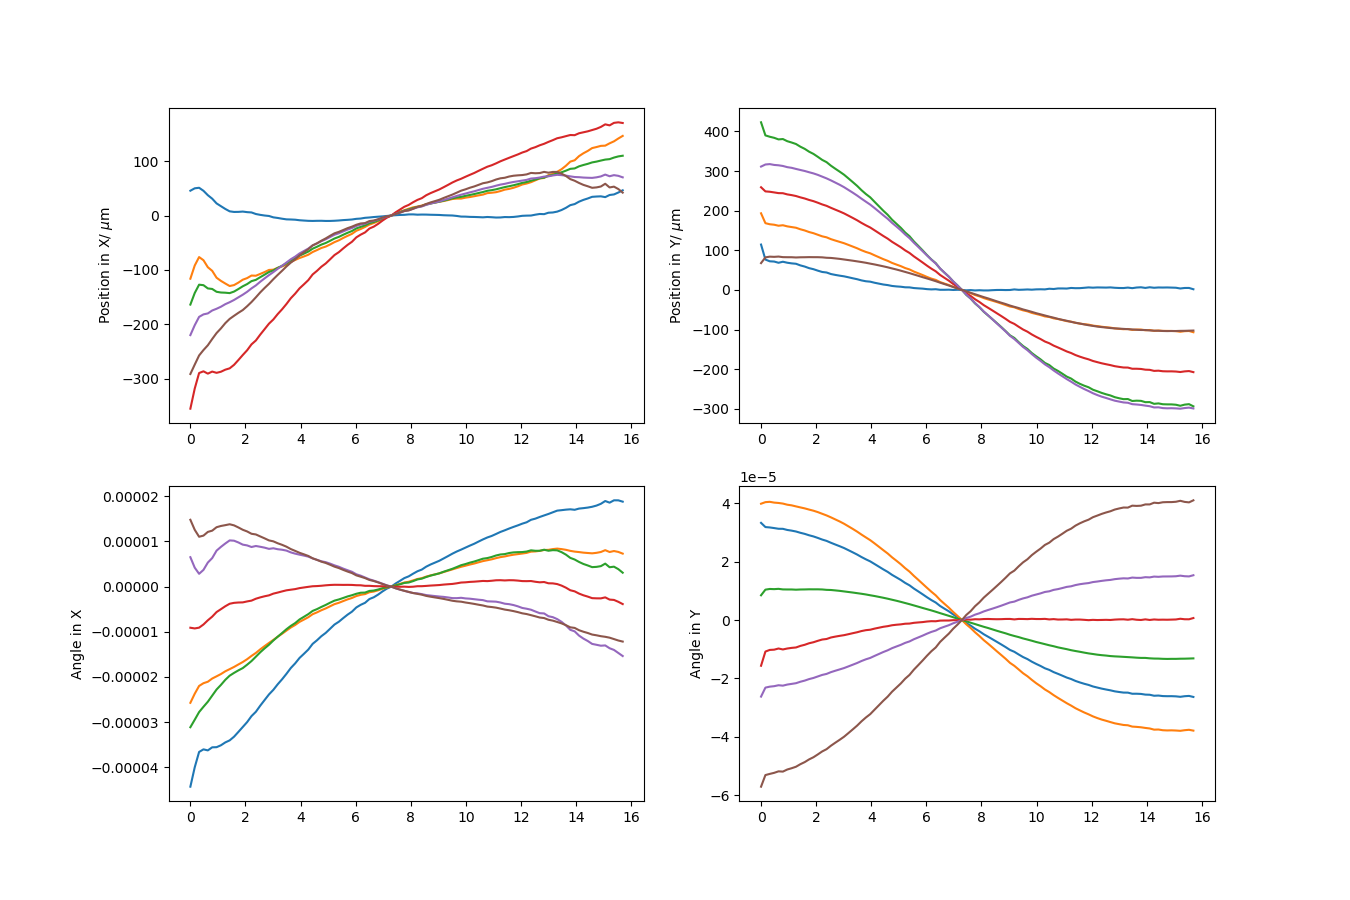 Position in X/ μm
100
0
−100
−200
−300
0 2 4 6 8 10 12 14 16
Position in Y/ μm
400
300
200
100
0
−100
−200
−300
0 2 4 6 8 10 12 14 16
Angle in X
0.00002
0.00001
0.00000
−0.00001
−0.00002
−0.00003
−0.00004
0 2 4 6 8 10 12 14 16
1e−5
Angle in Y
4
2
0
−2
−4
−6
0 2 4 6 8 10 12 14 16